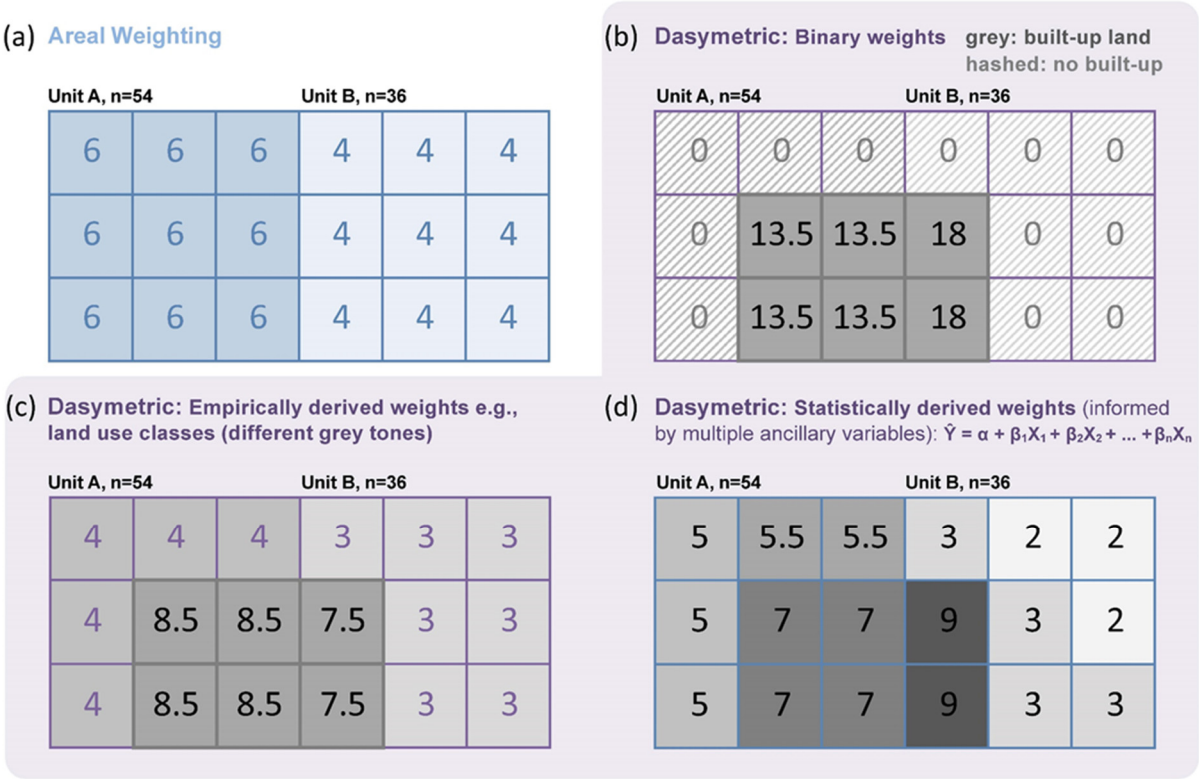 (a) Areal Weighting
Unit A, n=54 Unit B, n=36
6 6 6 4 4 4
6 6 6 4 4 4
6 6 6 4 4 4
(b) Dasymetric: Binary weights grey: built-up land
hashed: no built-up
Unit A, n=54 Unit B, n=36
0 0 0 0 0 0
0 13.5 13.5 18 0 0
0 13.5 13.5 18 0 0
(c) Dasymetric: Empirically derived weights e.g.,
land use classes (different grey tones)
Unit A, n=54 Unit B, n=36
4 4 4 3 3 3
4 8.5 8.5 7.5 3 3
4 8.5 8.5 7.5 3 3
(d) Dasymetric: Statistically derived weights (informed
by multiple ancillary variables): Ŷ = α + β₁X₁ + β₂X₂ + ... + βₙXₙ
Unit A, n=54 Unit B, n=36
5 5.5 5.5 3 2 2
5 7 7 9 3 2
5 7 7 9 3 3